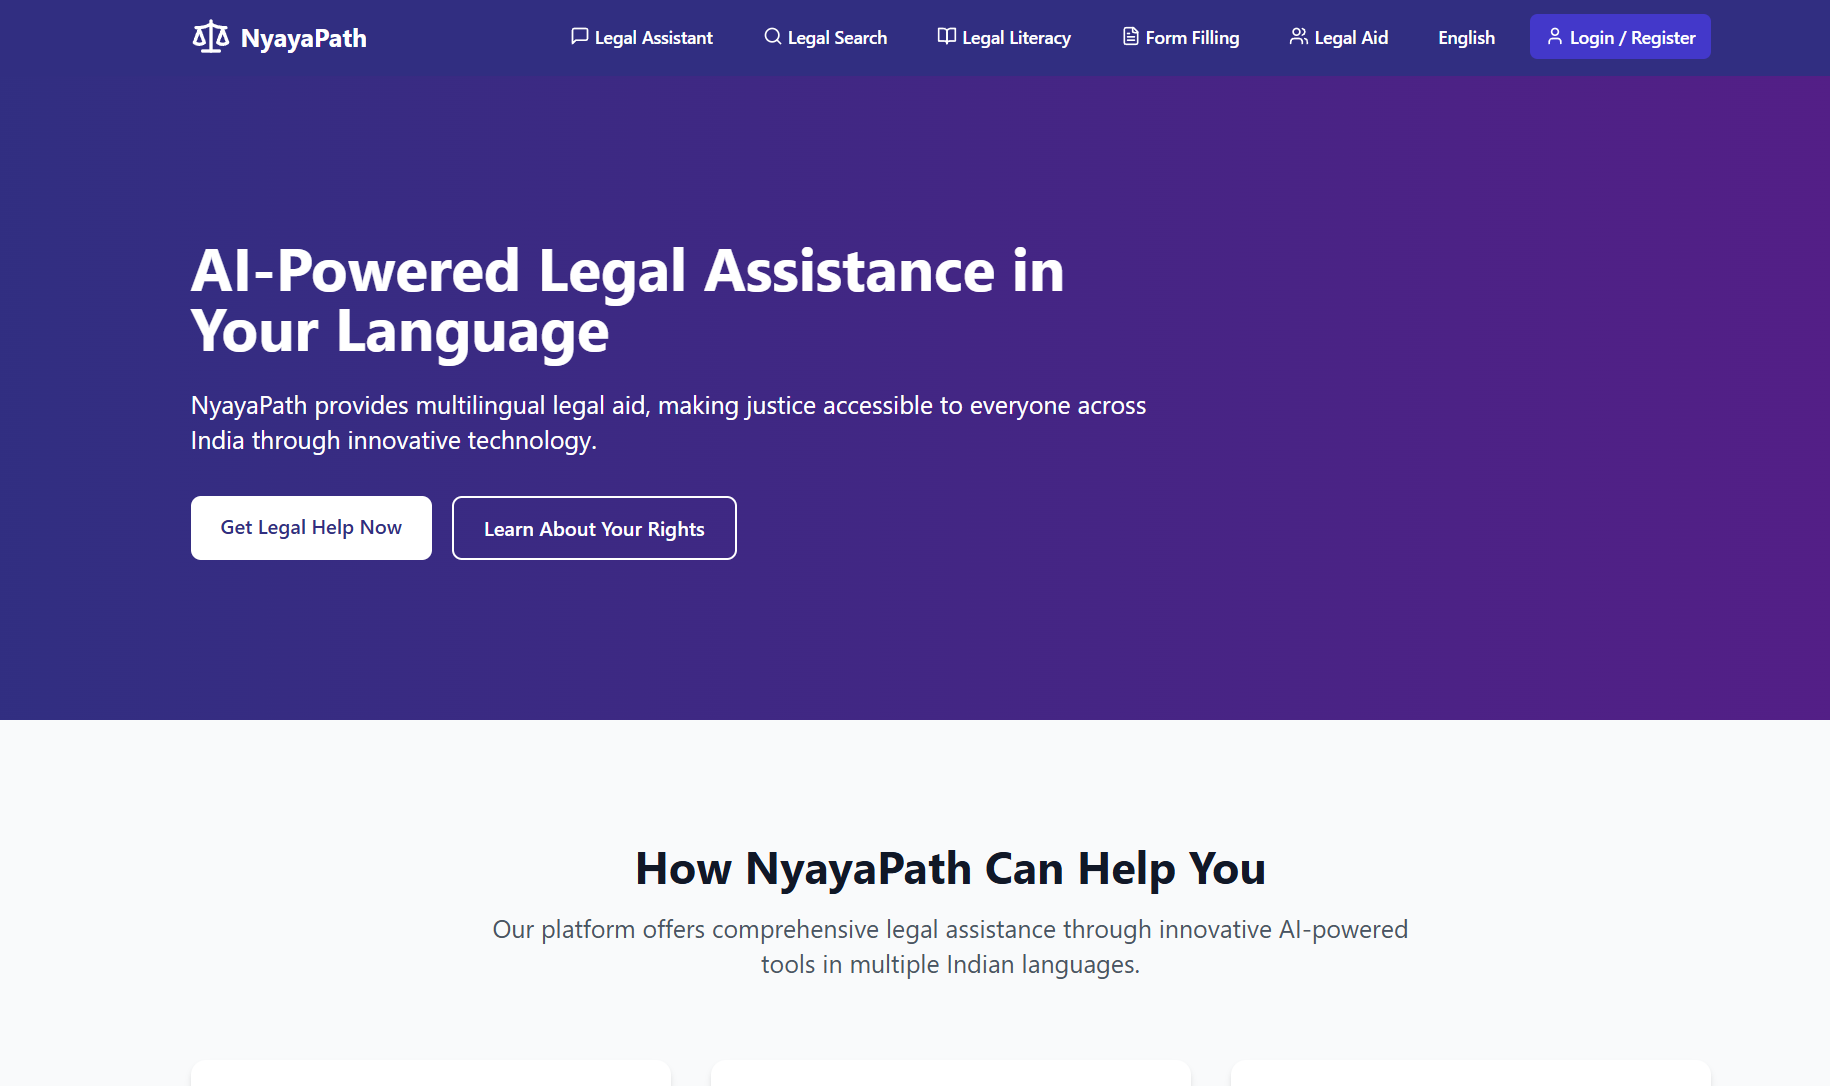 NyayaPath
Legal Assistant
Legal Search
Legal Literacy
Form Filling
Legal Aid
English
Login / Register
AI-Powered Legal Assistance in
Your Language
NyayaPath provides multilingual legal aid, making justice accessible to everyone across
India through innovative technology.
Get Legal Help Now
Learn About Your Rights
How NyayaPath Can Help You
Our platform offers comprehensive legal assistance through innovative AI-powered
tools in multiple Indian languages.